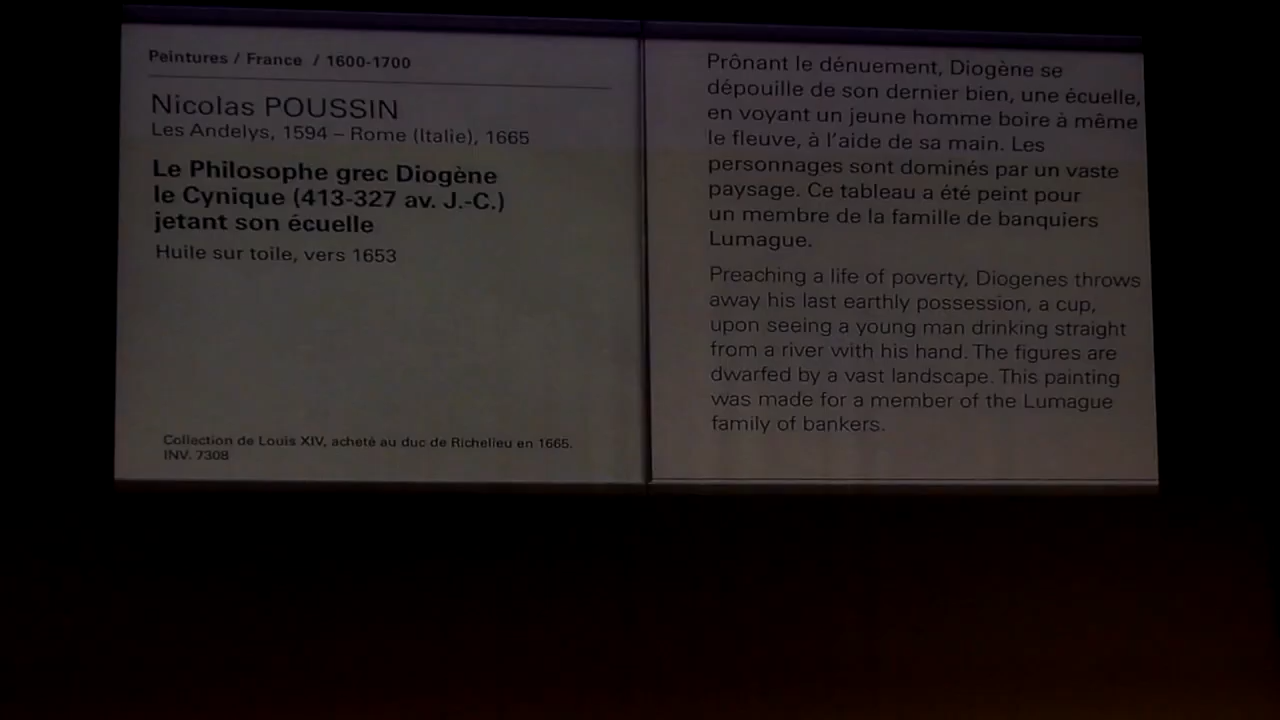 Peintures / France / 1600-1700
Nicolas POUSSIN
Les Andelys, 1594 – Rome (Italie), 1665
Le Philosophe grec Diogène
le Cynique (413-327 av. J.-C.)
jetant son écuelle
Huile sur toile, vers 1653
Collection de Louis XIV, acheté au duc de Richelieu en 1665.
INV. 7308
Prônant le dénuement, Diogène se
dépouille de son dernier bien, une écuelle,
en voyant un jeune homme boire à même
le fleuve, à l'aide de sa main. Les
personnages sont dominés par un vaste
paysage. Ce tableau a été peint pour
un membre de la famille de banquiers
Lumague.
Preaching a life of poverty, Diogenes throws
away his last earthly possession, a cup,
upon seeing a young man drinking straight
from a river with his hand. The figures are
dwarfed by a vast landscape. This painting
was made for a member of the Lumague
family of bankers.